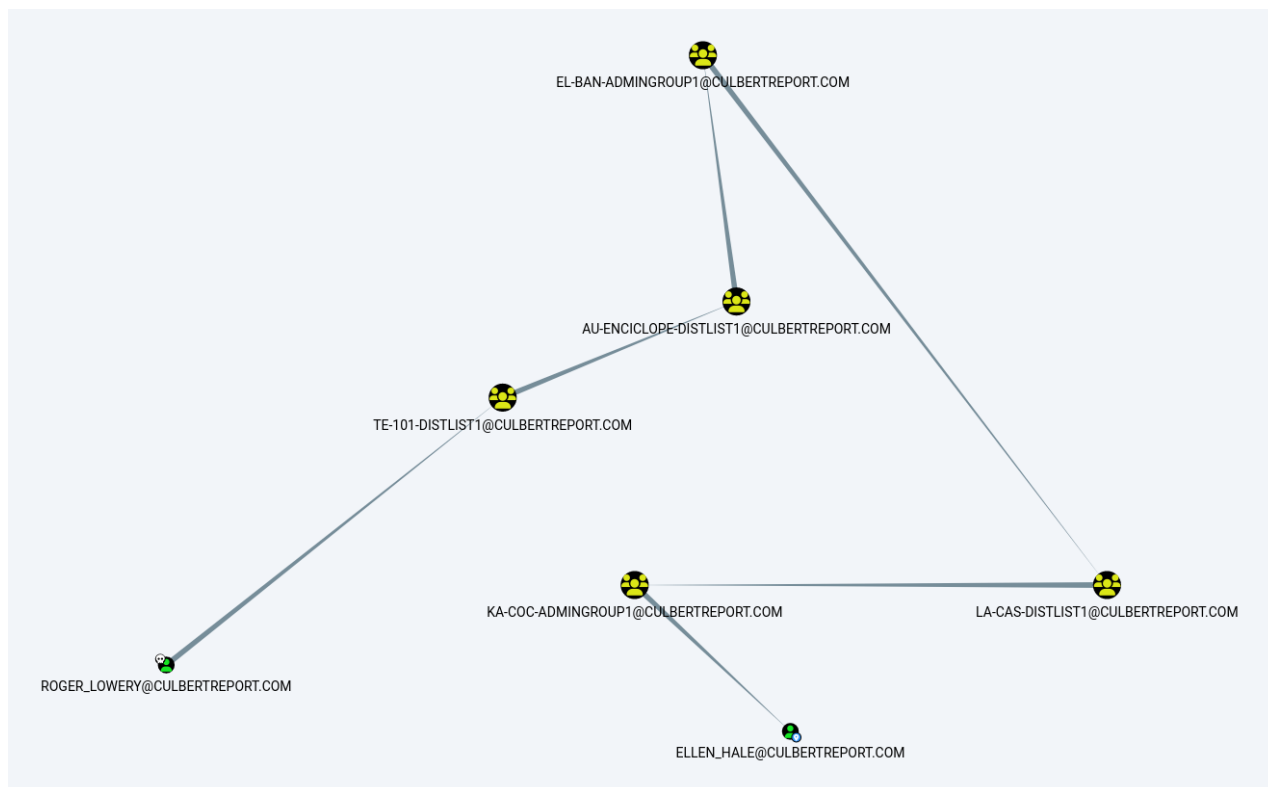 EL-BAN-ADMINGROUP1@CULBERTREPORT.COM
AU-ENCICLOPE-DISTLIST1@CULBERTREPORT.COM
TE-101-DISTLIST1@CULBERTREPORT.COM
KA-COC-ADMINGROUP1@CULBERTREPORT.COM
LA-CAS-DISTLIST1@CULBERTREPORT.COM
ROGER_LOWERY@CULBERTREPORT.COM
ELLEN_HALE@CULBERTREPORT.COM